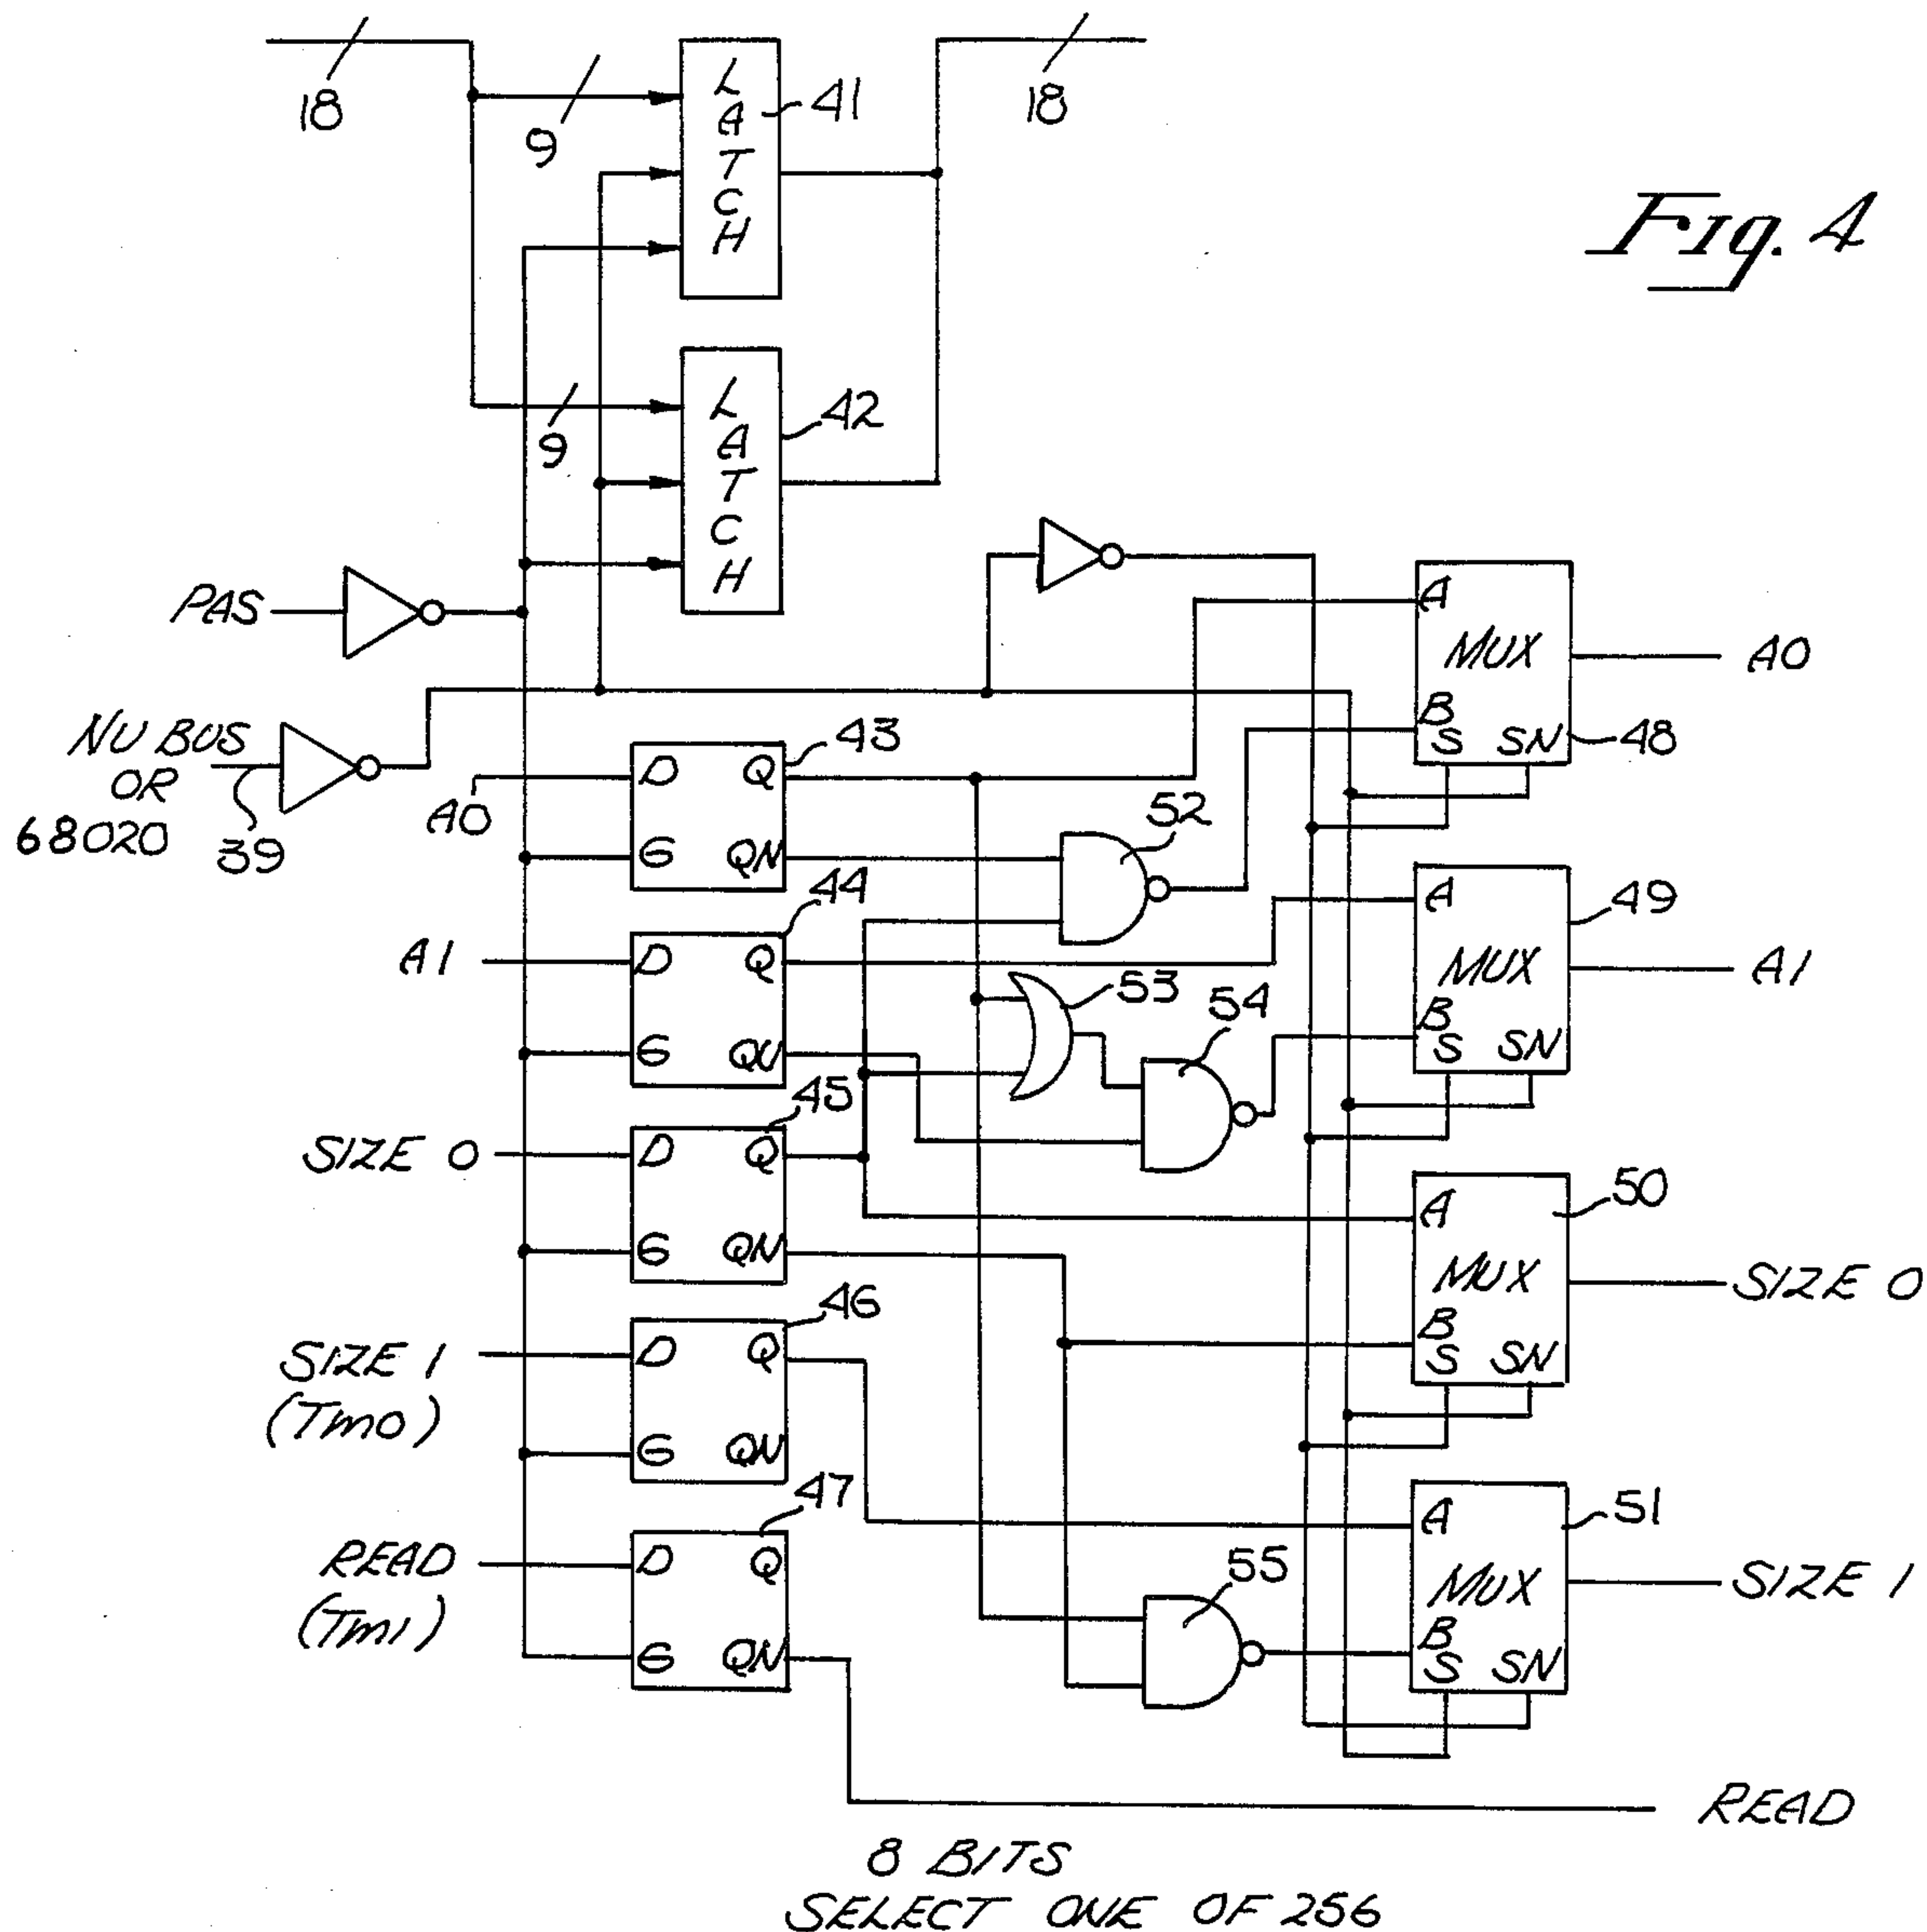 18
9
LATCH
41
18
Fig. 4
9
LATCH
42
PAS
NU BUS
OR
68020
39
A0
D Q
G QN
43
52
A
MUX
B
S SN
48
A0
A1
D Q
G QN
44
53
54
A
MUX
B
S SN
49
A1
SIZE 0
D Q
G QN
45
A
MUX
B
S SN
50
SIZE 0
SIZE 1
(Tm0)
D Q
G QN
46
A
MUX
B
S SN
51
SIZE 1
READ
(Tm1)
D Q
G QN
47
55
READ
8 BITS
SELECT ONE OF 256